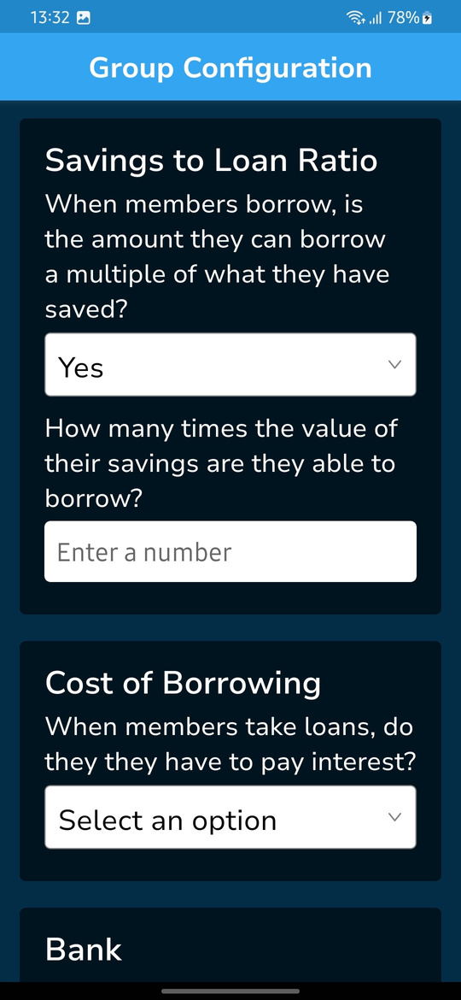 13:32
78%
Group Configuration
Savings to Loan Ratio
When members borrow, is
the amount they can borrow
a multiple of what they have
saved?
Yes
How many times the value of
their savings are they able to
borrow?
Enter a number
Cost of Borrowing
When members take loans, do
they they have to pay interest?
Select an option
Bank